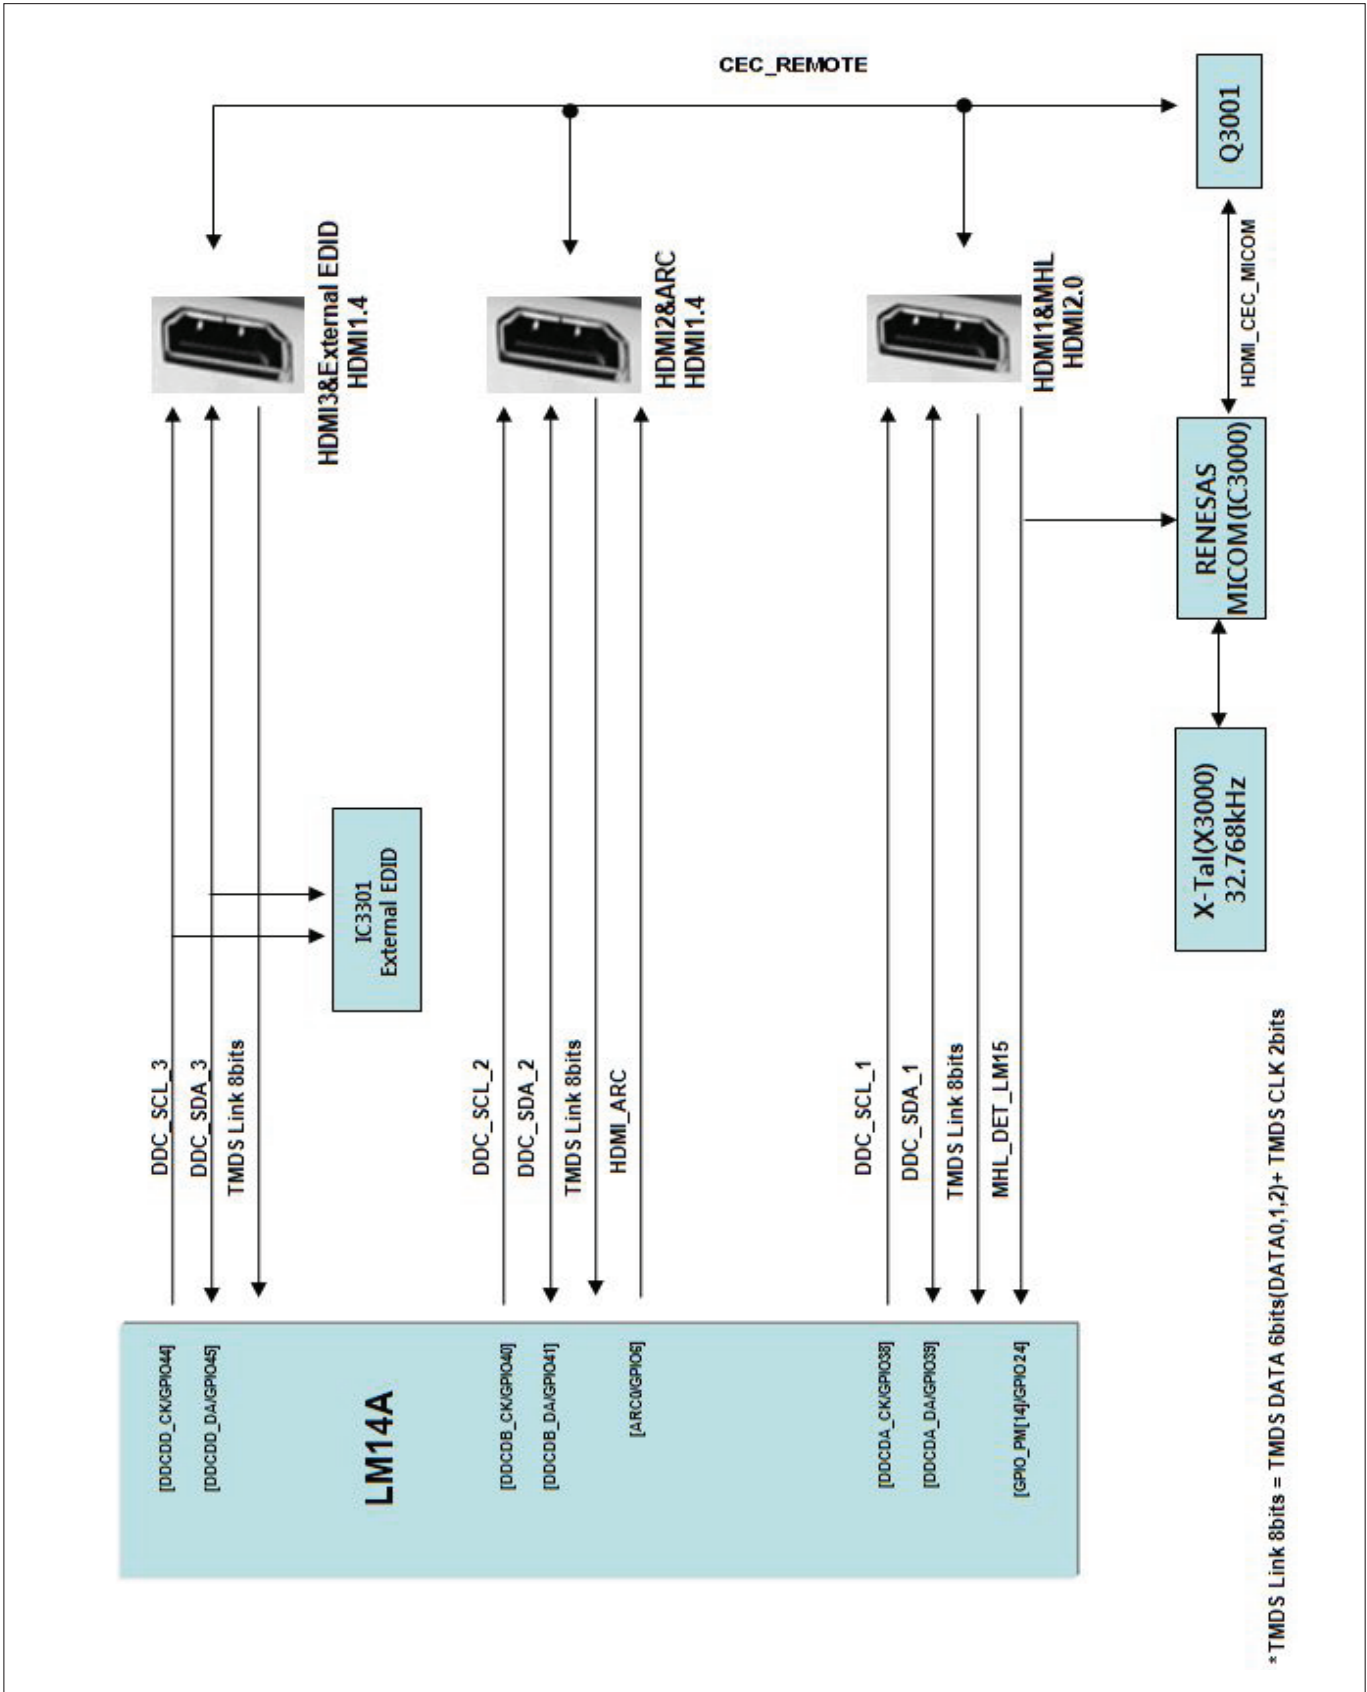 CEC_REMOTE
Q3001
HDMI_CEC_MICOM
HDMI3&External EDID
HDMI1.4
HDMI2&ARC
HDMI1.4
HDMI1&MHL
HDMI2.0
RENESAS
MICOM(IC3000)
X-Tal(X3000)
32.768kHz
IC3301
External EDID
DDC_SCL_3
DDC_SDA_3
TMDS Link 8bits
DDC_SCL_2
DDC_SDA_2
TMDS Link 8bits
HDMI_ARC
DDC_SCL_1
DDC_SDA_1
TMDS Link 8bits
MHL_DET_LM15
[DDCDD_CK/GPIO44]
[DDCDD_DA/GPIO45]
LM14A
[DDCDB_CK/GPIO40]
[DDCDB_DA/GPIO41]
[ARC0/GPIO6]
[DDCDA_CK/GPIO38]
[DDCDA_DA/GPIO39]
[GPIO_PM[14]/GPIO24]
*TMDS Link 8bits = TMDS DATA 6bits(DATA0,1,2)+ TMDS CLK 2bits